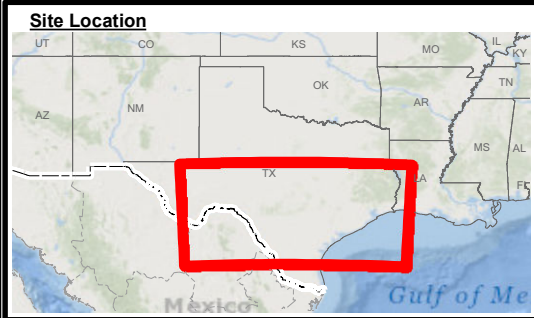 Site Location
UT CO KS MO IL KY
OK TN
AZ NM AR
MS AL
TX LA FL
Mexico Gulf of Me